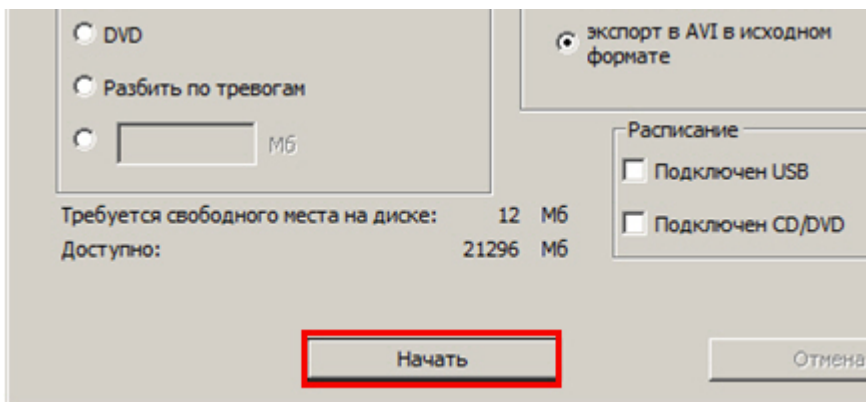 DVD
экспорт в AVI в исходном
формате
Разбить по тревогам
Мб
Расписание
Подключен USB
Требуется свободного места на диске: 12 Мб
Подключен CD/DVD
Доступно: 21296 Мб
Начать
Отмена